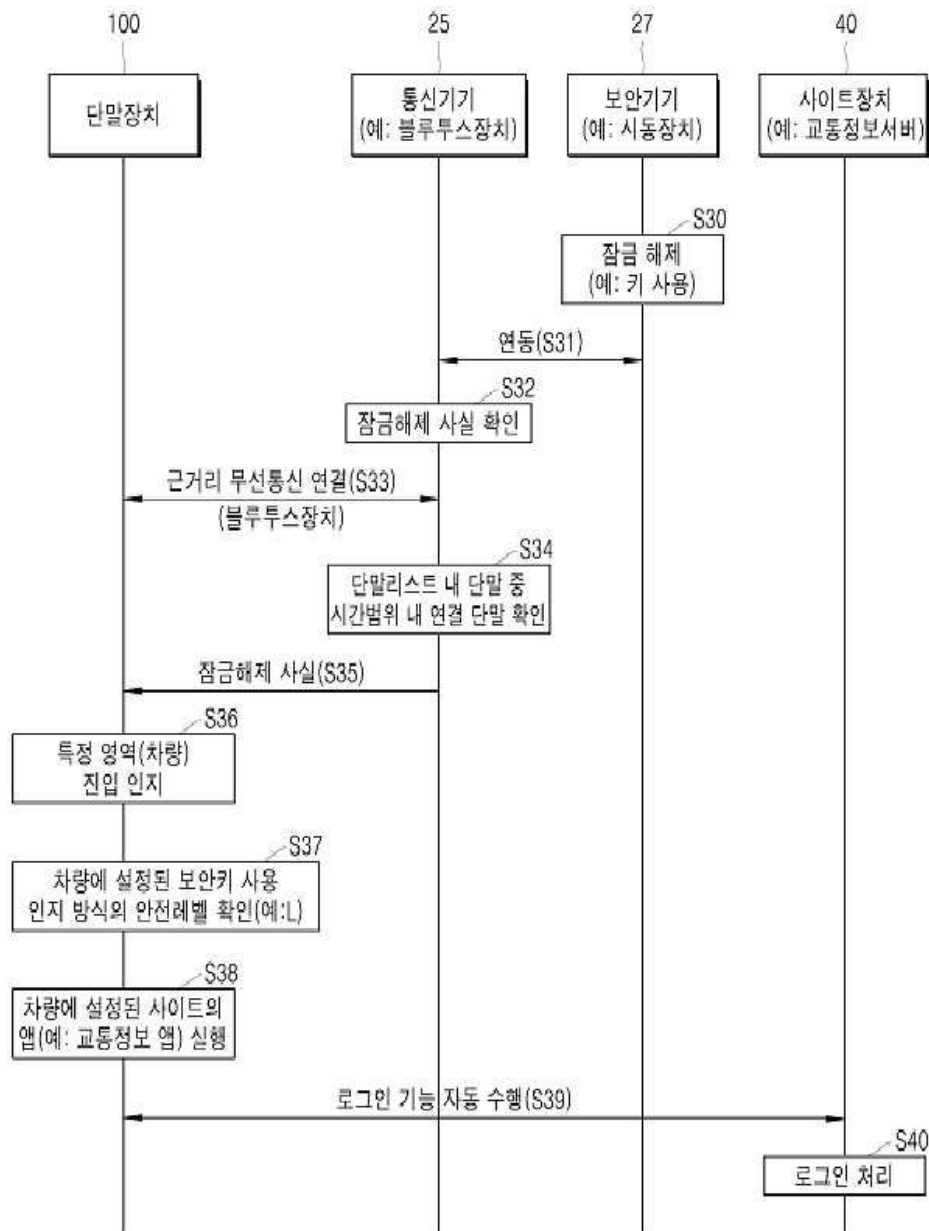 100
25
27
40
단말장치
통신기기
(예: 블루투스장치)
보안기기
(예: 시동장치)
사이트장치
(예: 교통정보서버)
S30
잠금 해제
(예: 키 사용)
연동(S31)
S32
잠금해제 사실 확인
근거리 무선통신 연결(S33)
(블루투스장치)
S34
단말리스트 내 단말 중
시간범위 내 연결 단말 확인
잠금해제 사실(S35)
S36
특정 영역(차량)
진입 인지
S37
차량에 설정된 보안키 사용
인지 방식의 안전레벨 확인(예:L)
S38
차량에 설정된 사이트의
앱(예: 교통정보 앱) 실행
로그인 기능 자동 수행(S39)
S40
로그인 처리